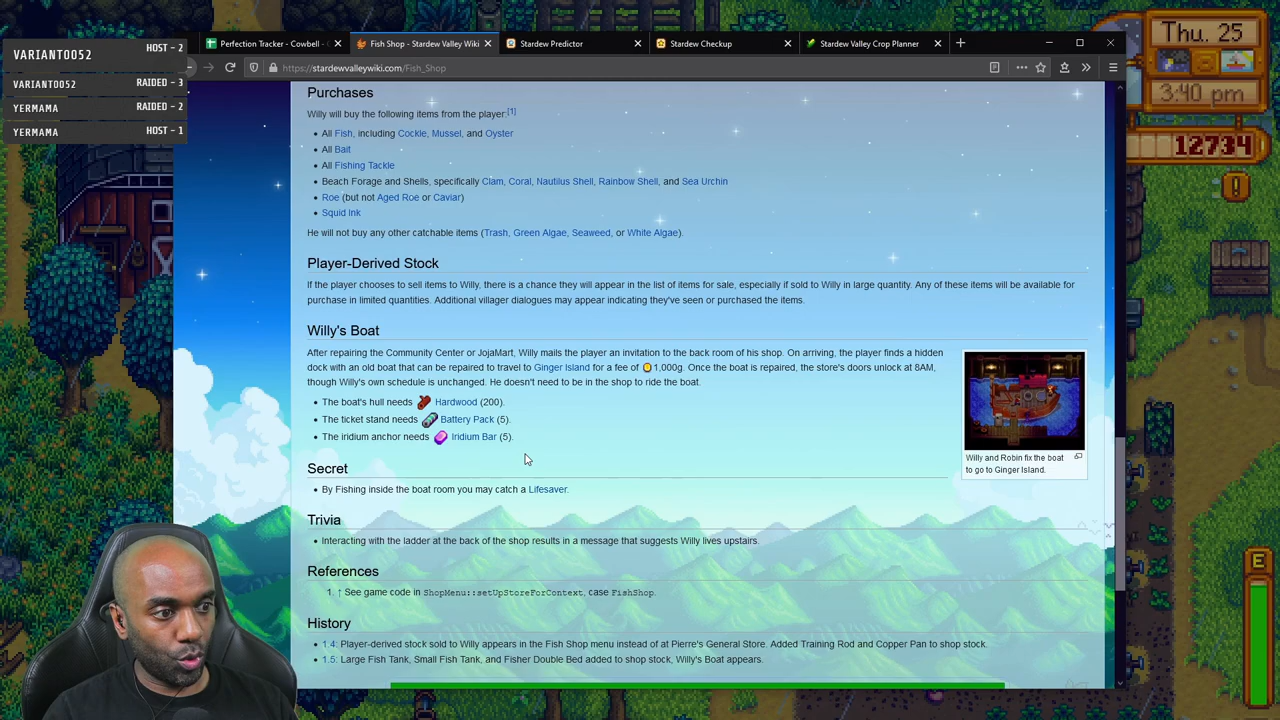 VARIANT0052
HOST - 2
VARIANT0052
RAIDED - 3
YERMAMA
RAIDED - 2
YERMAMA
HOST - 1
Perfection Tracker - Cowbell -
Fish Shop - Stardew Valley Wiki
Stardew Predictor
Stardew Checkup
Stardew Valley Crop Planner
https://stardewvalleywiki.com/Fish_Shop
Thu. 25
3:40 pm
12734
Purchases
Willy will buy the following items from the player:[1]
All Fish, including Cockle, Mussel, and Oyster
All Bait
All Fishing Tackle
Beach Forage and Shells, specifically Clam, Coral, Nautilus Shell, Rainbow Shell, and Sea Urchin
Roe (but not Aged Roe or Caviar)
Squid Ink
He will not buy any other catchable items (Trash, Green Algae, Seaweed, or White Algae).
Player-Derived Stock
If the player chooses to sell items to Willy, there is a chance they will appear in the list of items for sale, especially if sold to Willy in large quantity. Any of these items will be available for
purchase in limited quantities. Additional villager dialogues may appear indicating they've seen or purchased the items.
Willy's Boat
After repairing the Community Center or JojaMart, Willy mails the player an invitation to the back room of his shop. On arriving, the player finds a hidden
dock with an old boat that can be repaired to travel to Ginger Island for a fee of 1,000g. Once the boat is repaired, the store's doors unlock at 8AM,
though Willy's own schedule is unchanged. He doesn't need to be in the shop to ride the boat.
The boat's hull needs Hardwood (200).
The ticket stand needs Battery Pack (5).
The iridium anchor needs Iridium Bar (5).
Willy and Robin fix the boat
to go to Ginger Island.
Secret
By Fishing inside the boat room you may catch a Lifesaver.
Trivia
Interacting with the ladder at the back of the shop results in a message that suggests Willy lives upstairs.
References
1. ↑ See game code in ShopMenu::setUpStoreForContext, case FishShop.
History
1.4: Player-derived stock sold to Willy appears in the Fish Shop menu instead of at Pierre's General Store. Added Training Rod and Copper Pan to shop stock.
1.5: Large Fish Tank, Small Fish Tank, and Fisher Double Bed added to shop stock, Willy's Boat appears.
E